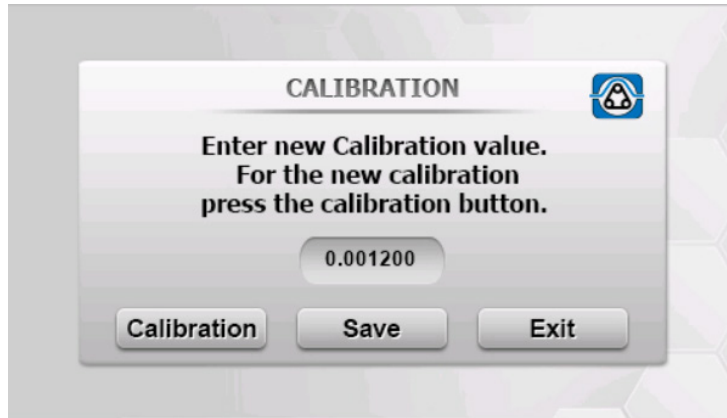 CALIBRATION
Enter new Calibration value.
For the new calibration
press the calibration button.
0.001200
Calibration Save Exit